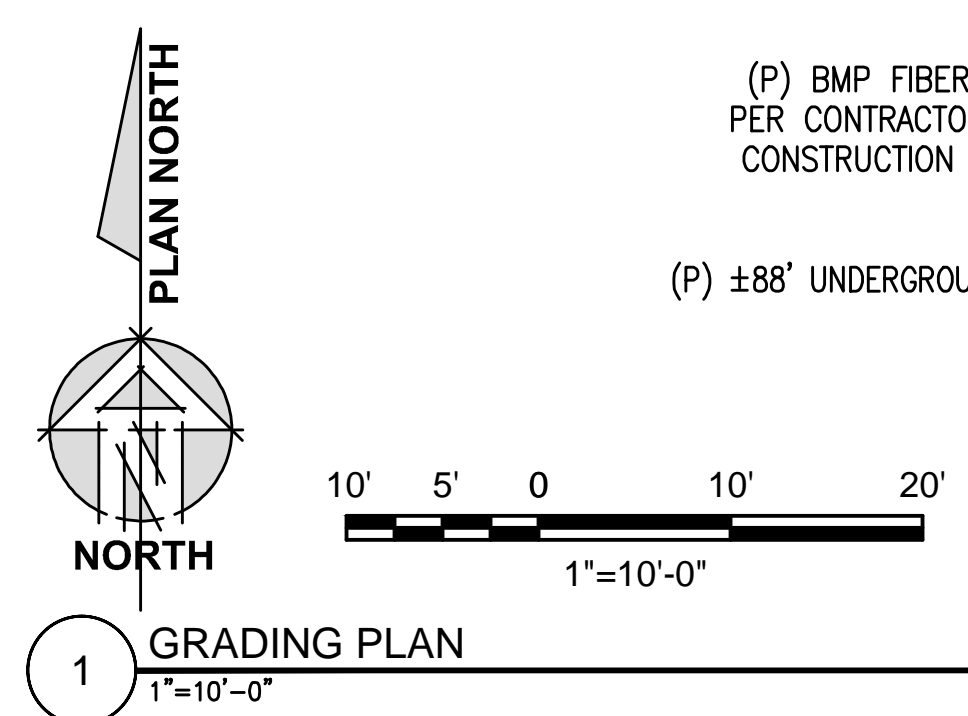 PLAN NORTH
(P) BMP FIBER
PER CONTRACTO
CONSTRUCTION
(P) ±88' UNDERGROU
NORTH
10' 5' 0 10' 20'
1"=10'-0"
1 GRADING PLAN
1"=10'-0"